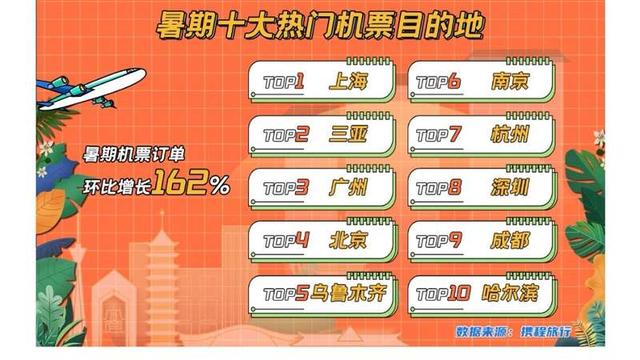 暑期十大热门机票目的地
暑期机票订单
环比增长162%
TOP1 上海
TOP2 三亚
TOP3 广州
TOP4 北京
TOP5 乌鲁木齐
TOP6 南京
TOP7 杭州
TOP8 深圳
TOP9 成都
TOP10 哈尔滨
数据来源：携程旅行